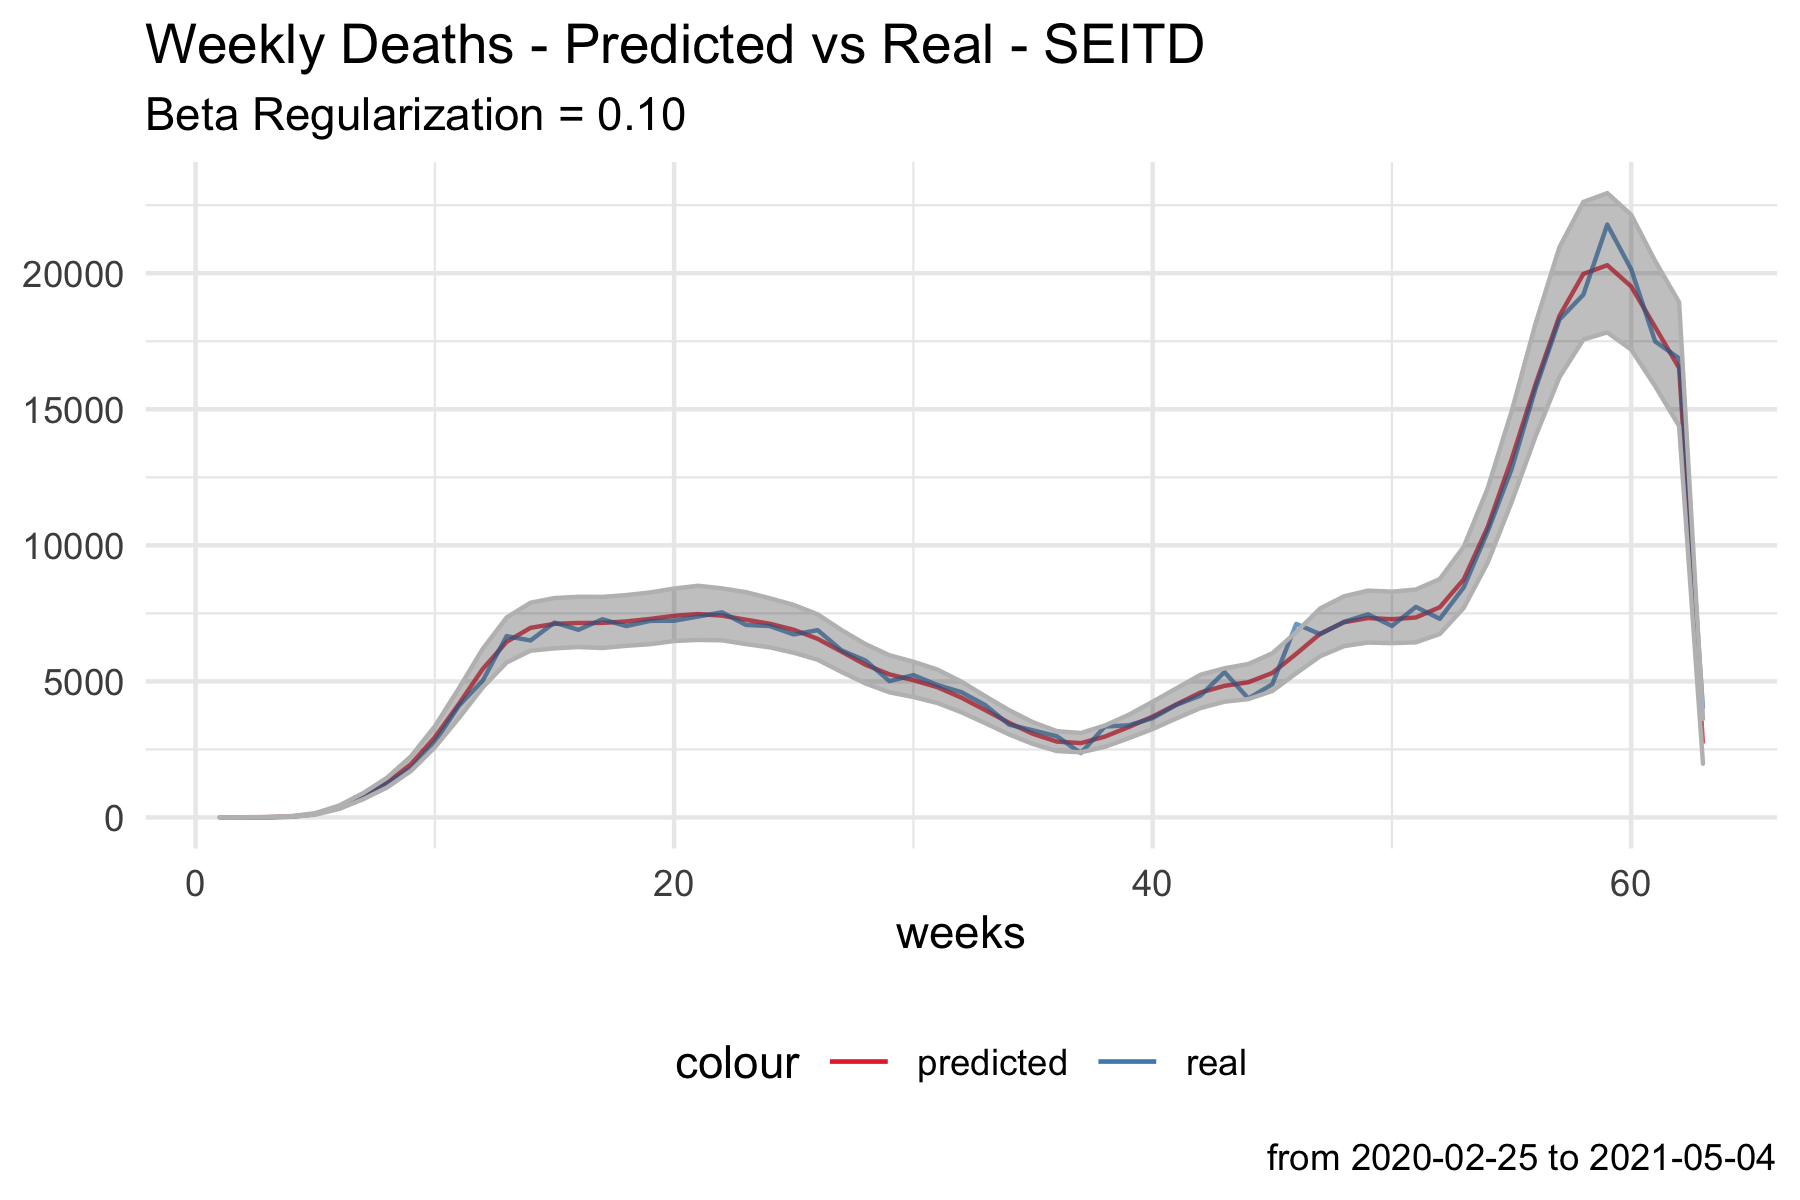 Weekly Deaths - Predicted vs Real - SEITD
Beta Regularization = 0.10
20000
15000
10000
5000
0
0 20 40 60
weeks
colour predicted real
from 2020-02-25 to 2021-05-04